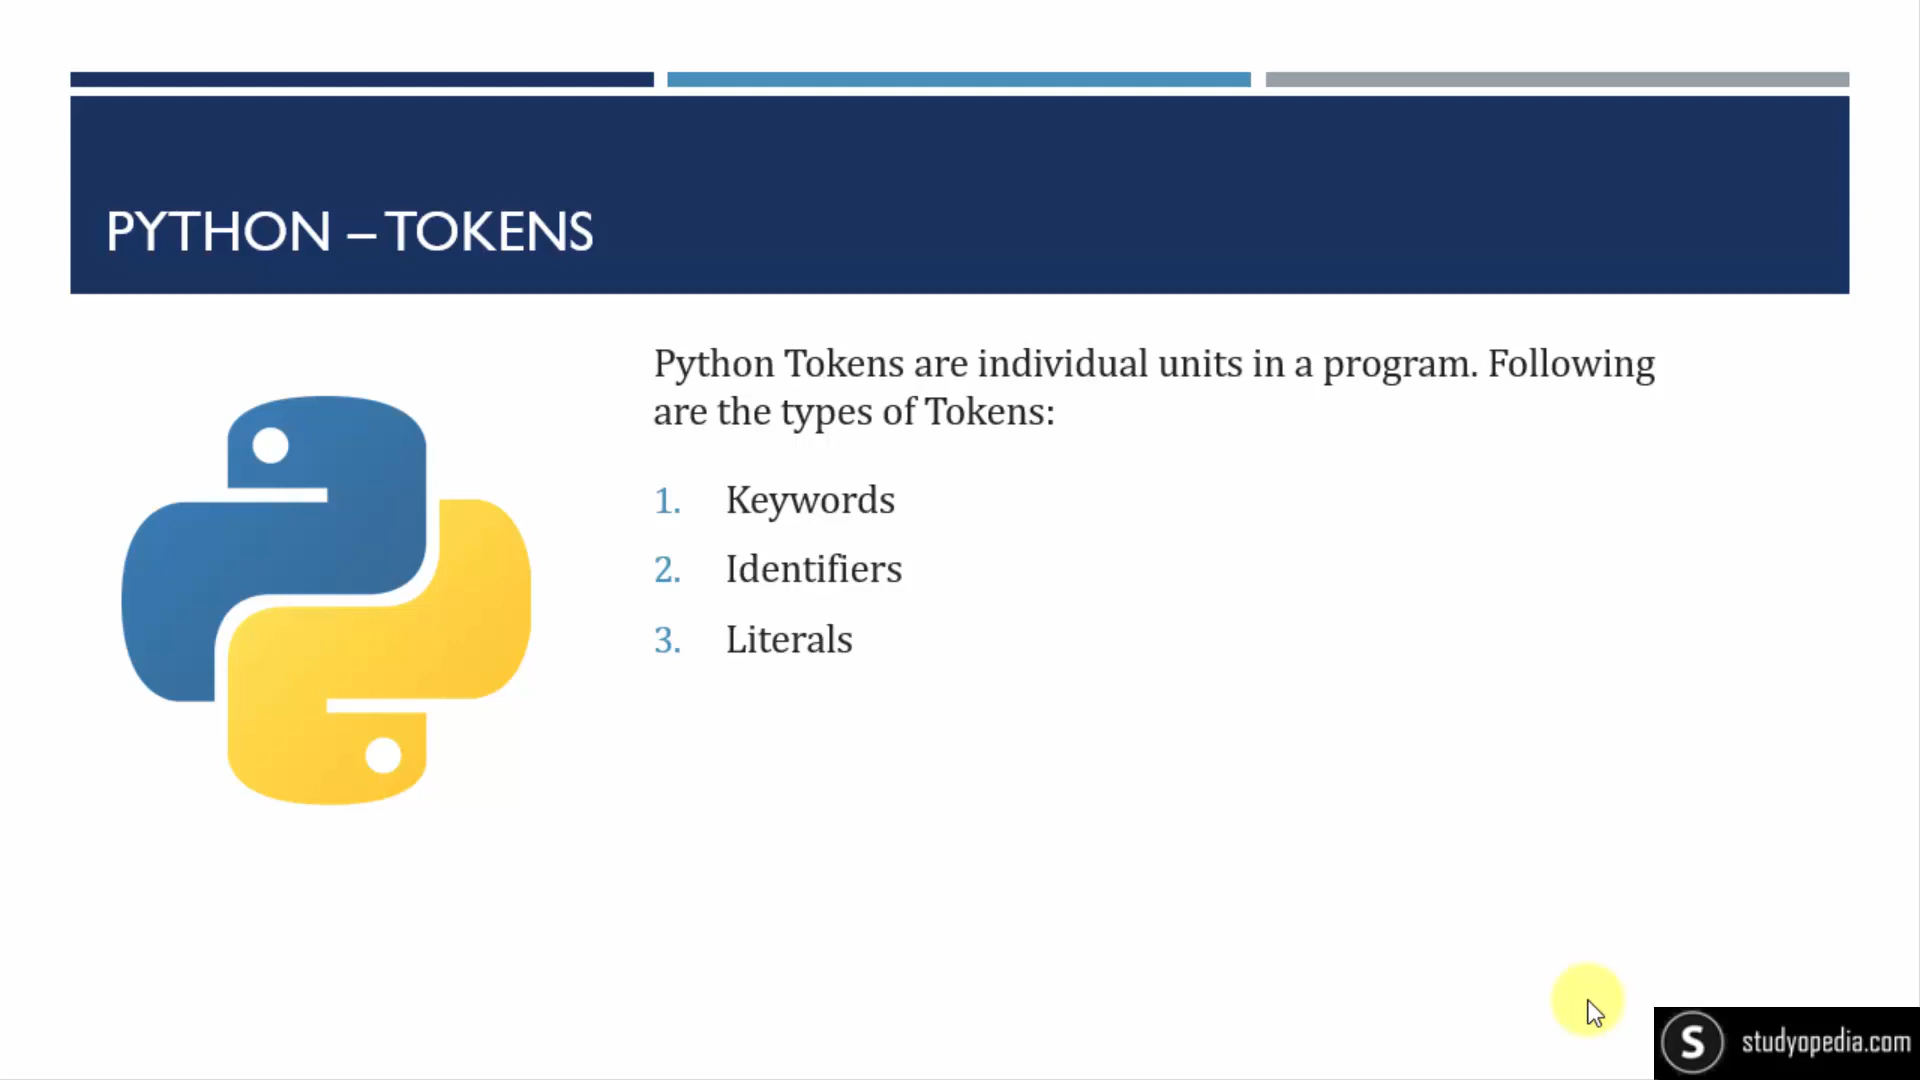 PYTHON – TOKENS
Python Tokens are individual units in a program. Following
are the types of Tokens:
1. Keywords
2. Identifiers
3. Literals
S studyopedia.com